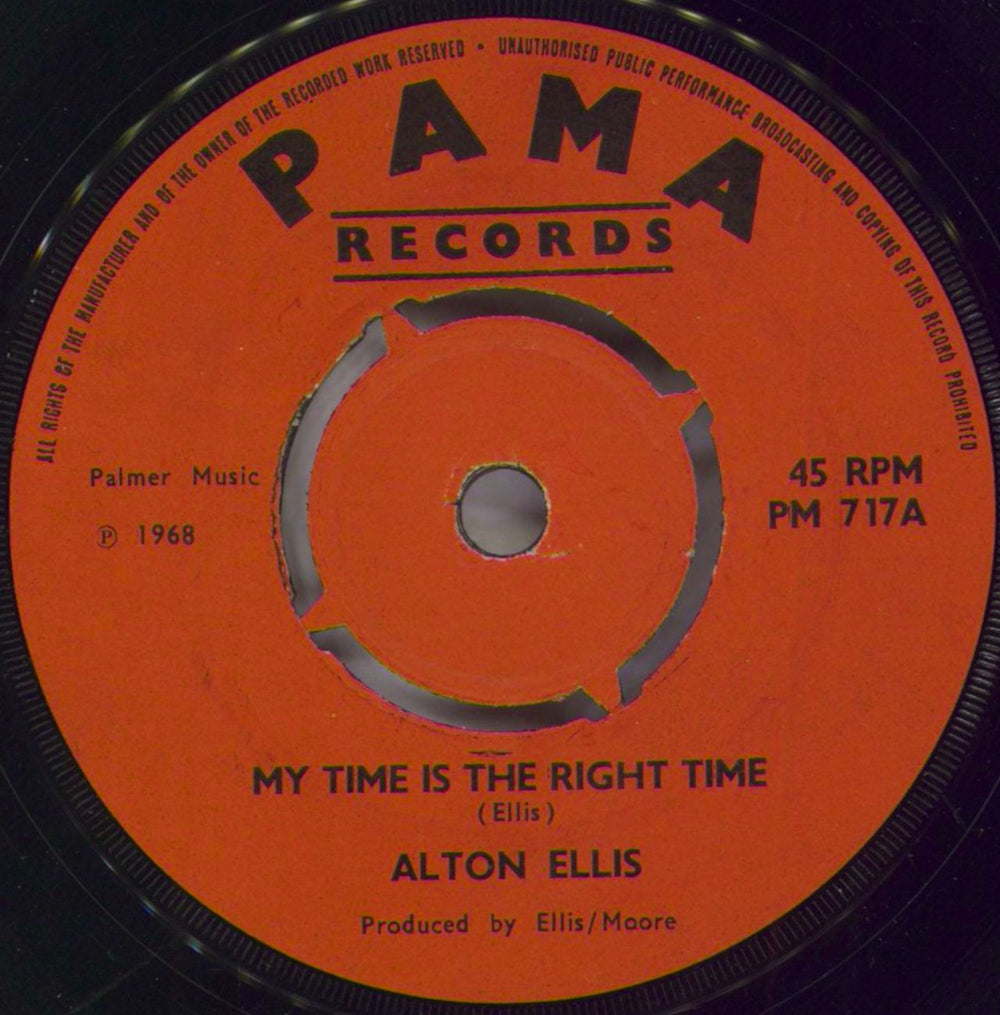 ALL RIGHTS OF THE MANUFACTURER AND OF THE OWNER OF THE RECORDED WORK RESERVED • UNAUTHORISED PUBLIC PERFORMANCE BROADCASTING AND COPYING OF THIS RECORD PROHIBITED
PAMA
RECORDS
Palmer Music
℗ 1968
45 RPM
PM 717A
MY TIME IS THE RIGHT TIME
(Ellis)
ALTON ELLIS
Produced by Ellis/Moore